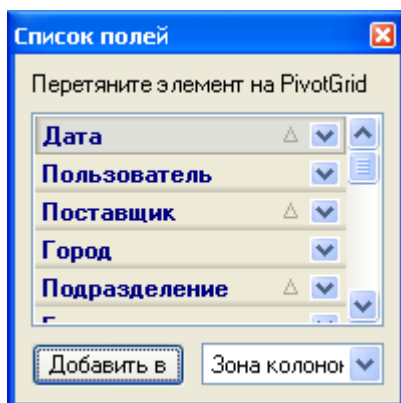 Список полей
Перетяните элемент на PivotGrid
Дата
Пользователь
Поставщик
Город
Подразделение
Добавить в
Зона колонок